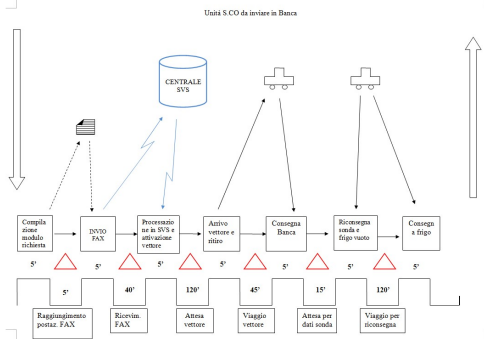 Unità S.CO da inviare in Banca
CENTRALE
SVS
Compila
zione
modulo
richiesta
INVIO
FAX
Processazio
ne in SVS e
attivazione
vettore
Arrivo
vettore e
ritiro
Consegna
Banca
Riconsegna
sonda e
frigo vuoto
Consegn
a frigo
5' 5' 5' 5' 5' 5' 5'
5' 40' 120' 45' 15' 120'
Raggiungimento
postaz. FAX
Ricevim.
FAX
Attesa
vettore
Viaggio
vettore
Attesa per
dati sonda
Viaggio per
riconsegna